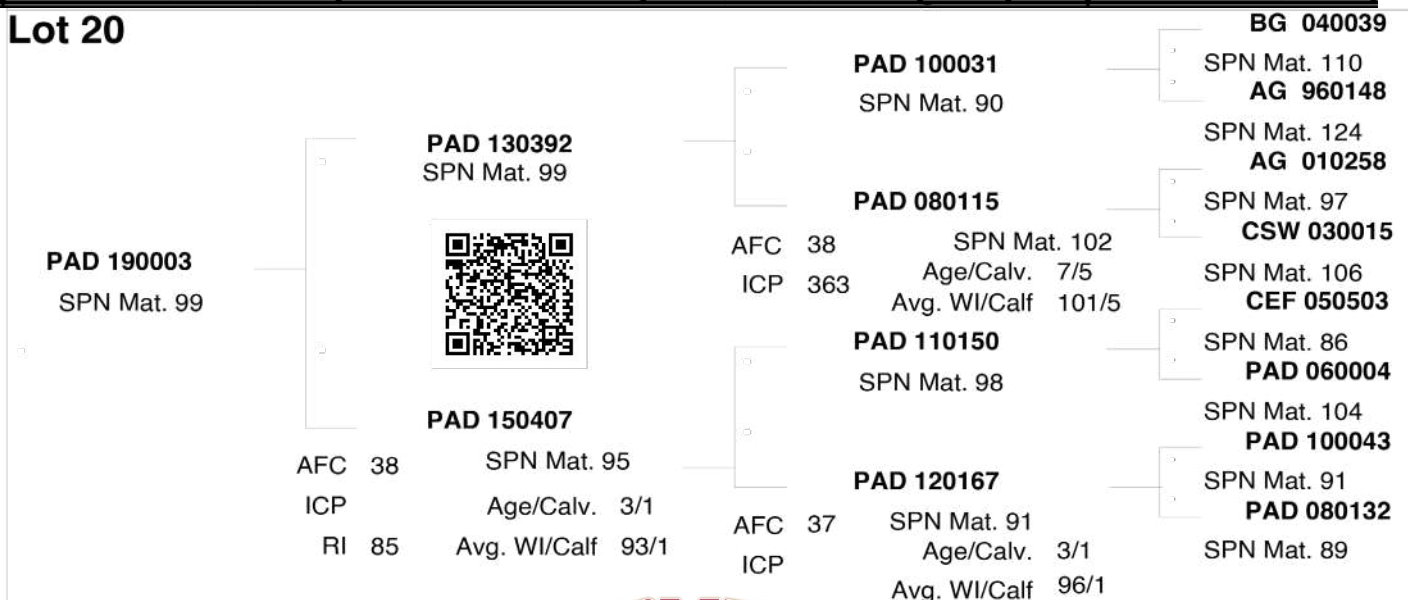 Lot 20
PAD 190003
SPN Mat. 99
PAD 130392
SPN Mat. 99
PAD 150407
AFC 38 SPN Mat. 95
ICP Age/Calv. 3/1
RI 85 Avg. WI/Calf 93/1
PAD 100031
SPN Mat. 90
PAD 080115
AFC 38 SPN Mat. 102
ICP 363 Age/Calv. 7/5
Avg. WI/Calf 101/5
PAD 110150
SPN Mat. 98
PAD 120167
AFC 37 SPN Mat. 91
ICP Age/Calv. 3/1
Avg. WI/Calf 96/1
BG 040039
SPN Mat. 110
AG 960148
SPN Mat. 124
AG 010258
SPN Mat. 97
CSW 030015
SPN Mat. 106
CEF 050503
SPN Mat. 86
PAD 060004
SPN Mat. 104
PAD 100043
SPN Mat. 91
PAD 080132
SPN Mat. 89